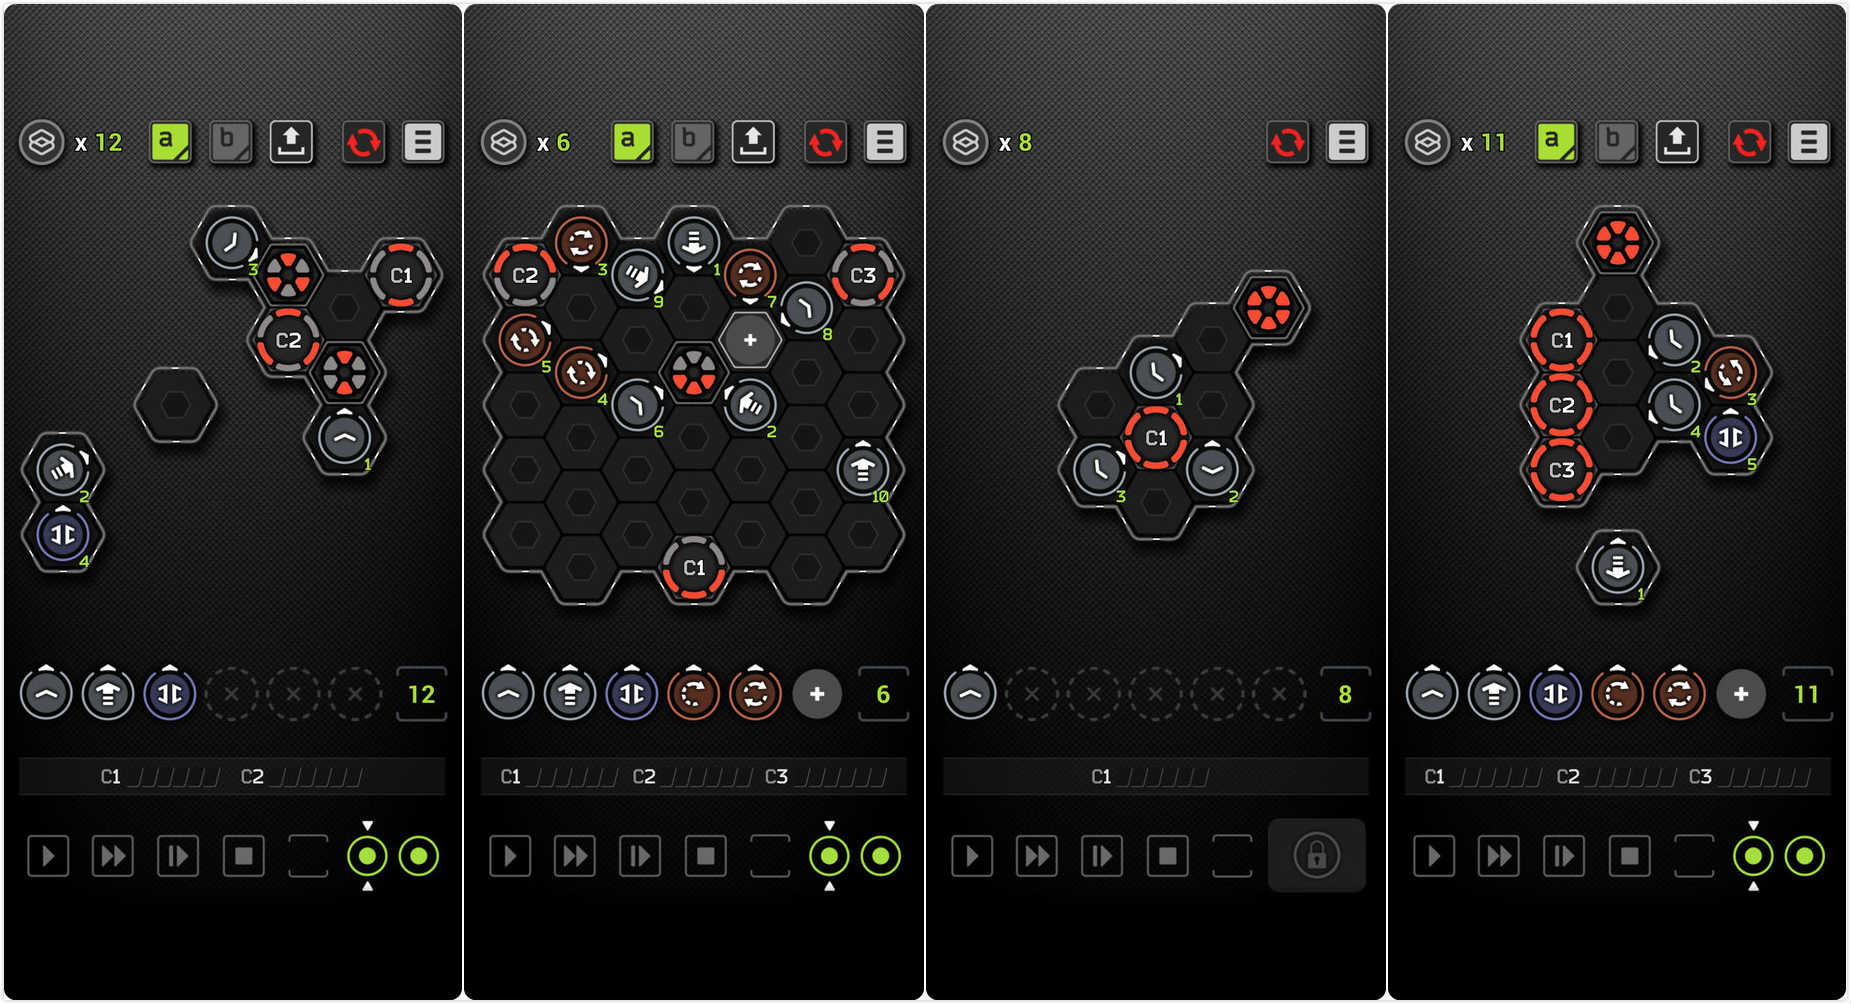 x 12 a b
3 C1
C2
1
2
4
12
C1 C2
x 6 a b
C2 3 9 1 7 8 C3
5 4 6 2
10
C1
6
C1 C2 C3
x 8
1
C1
3 2
8
C1
x 11 a b
C1 2
C2 4 3
C3 5
1
11
C1 C2 C3